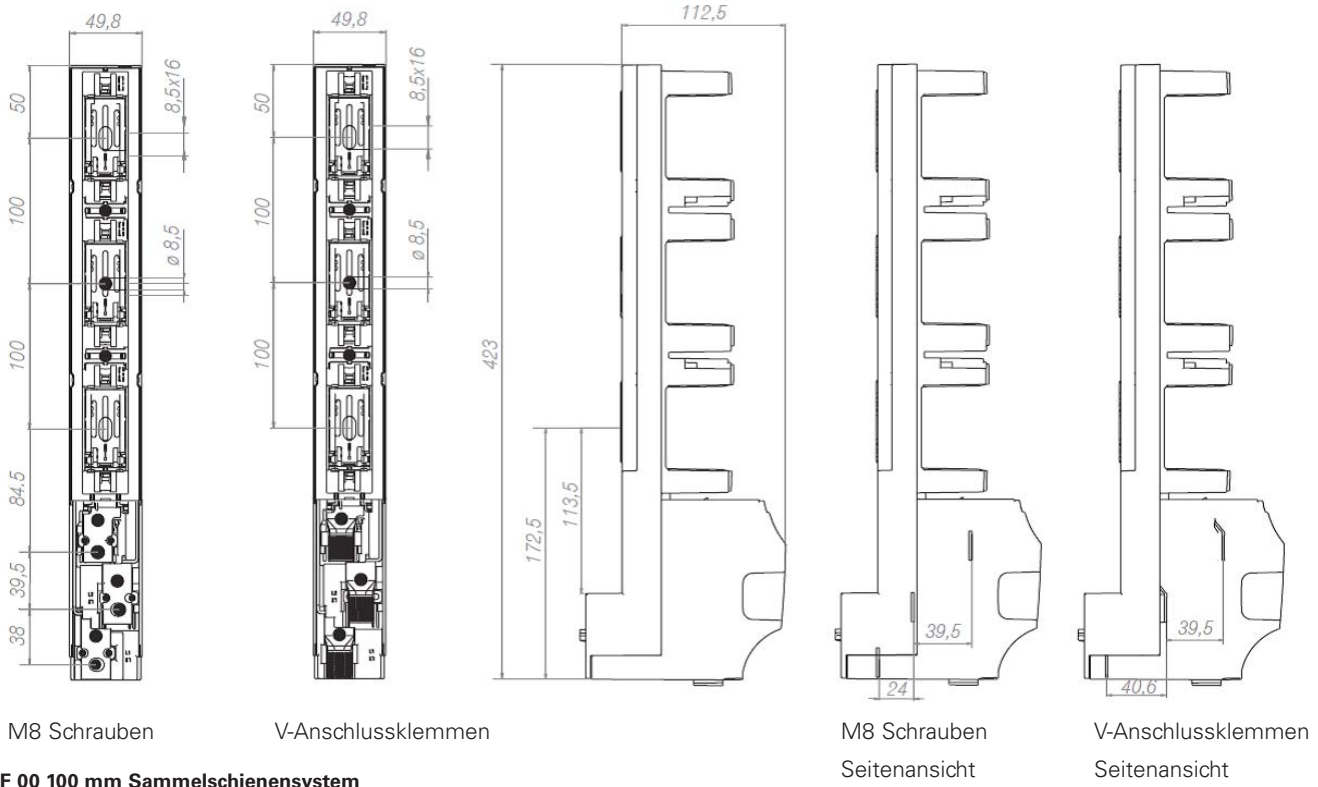 49,8
49,8
112,5
50
8,5x16
50
8,5x16
100
ø 8,5
100
ø 8,5
100
100
423
84.5
113,5
172,5
39,5
38
39,5
24
39,5
40,6
M8 Schrauben
V-Anschlussklemmen
M8 Schrauben
Seitenansicht
V-Anschlussklemmen
Seitenansicht
F 00 100 mm Sammelschienensystem